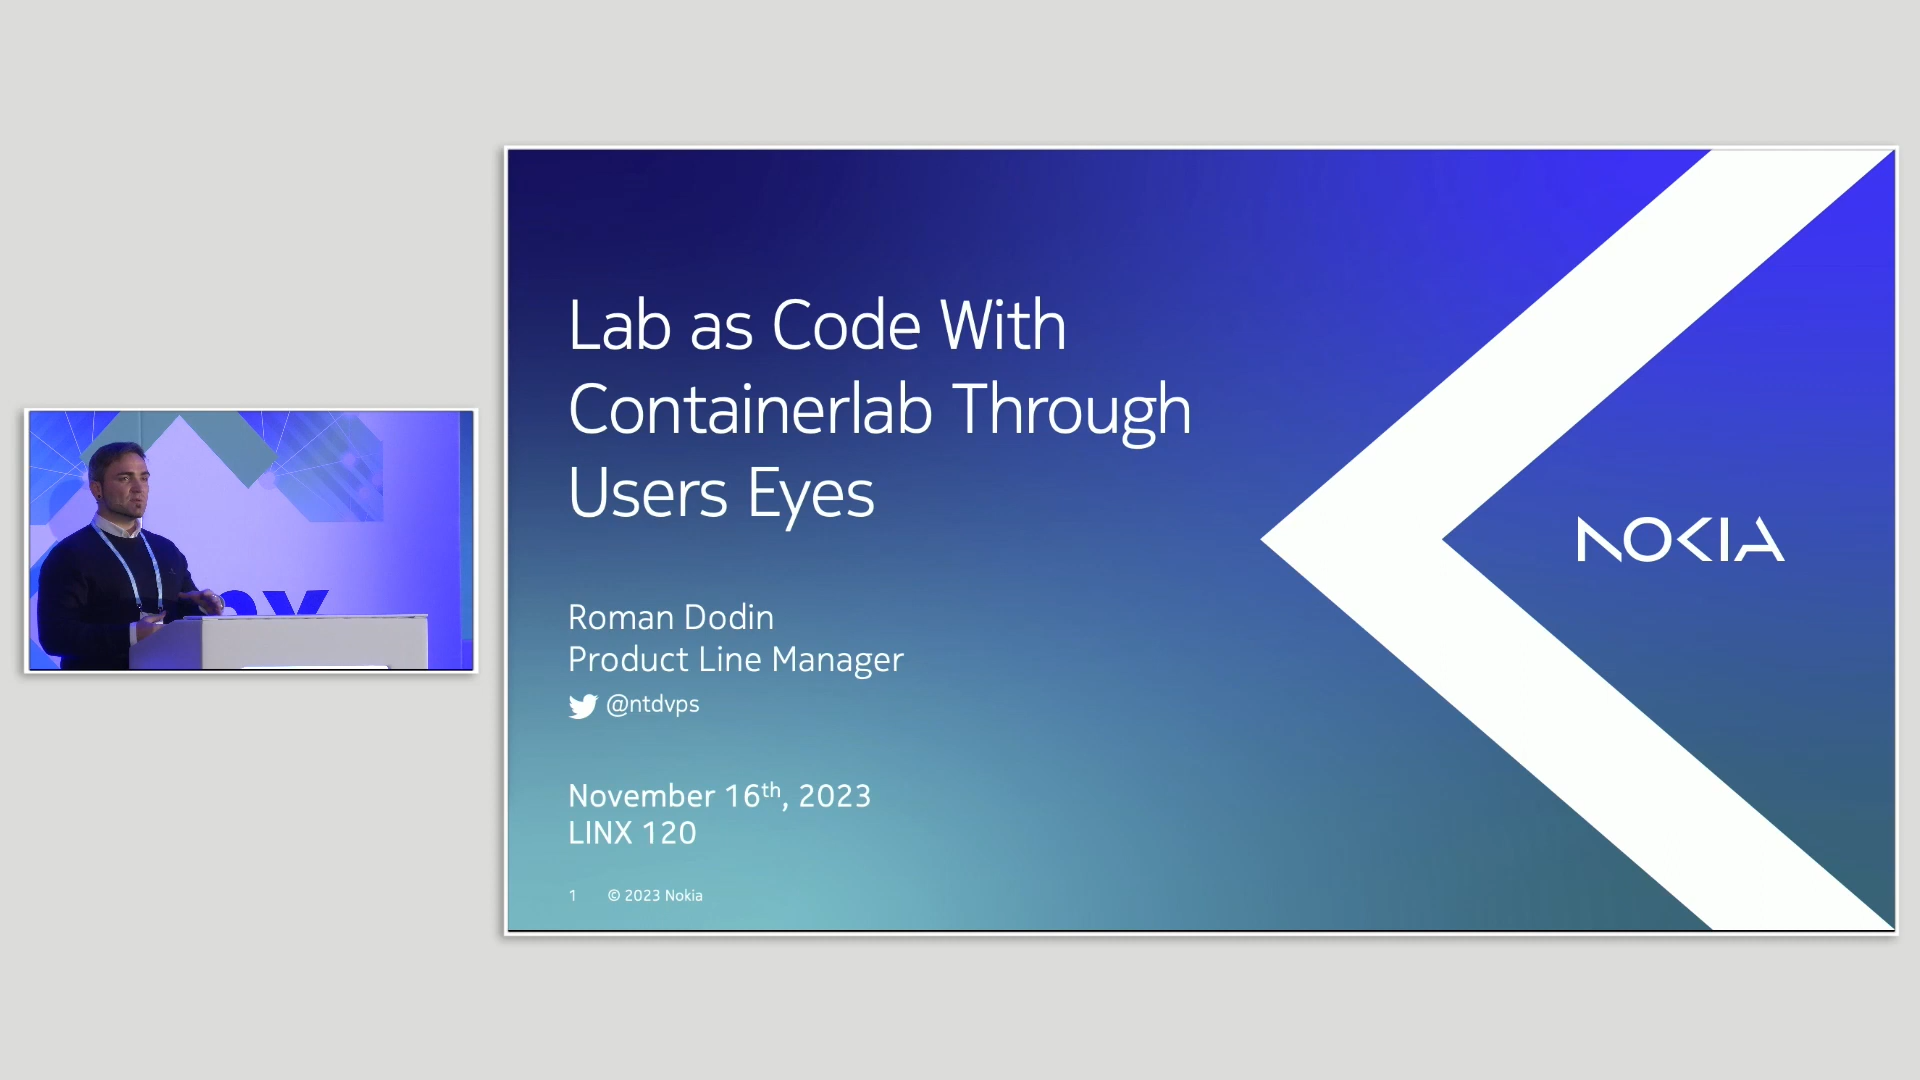 Lab as Code With
Containerlab Through
Users Eyes
NOKIA
Roman Dodin
Product Line Manager
@ntdvps
November 16th, 2023
LINX 120
1 © 2023 Nokia